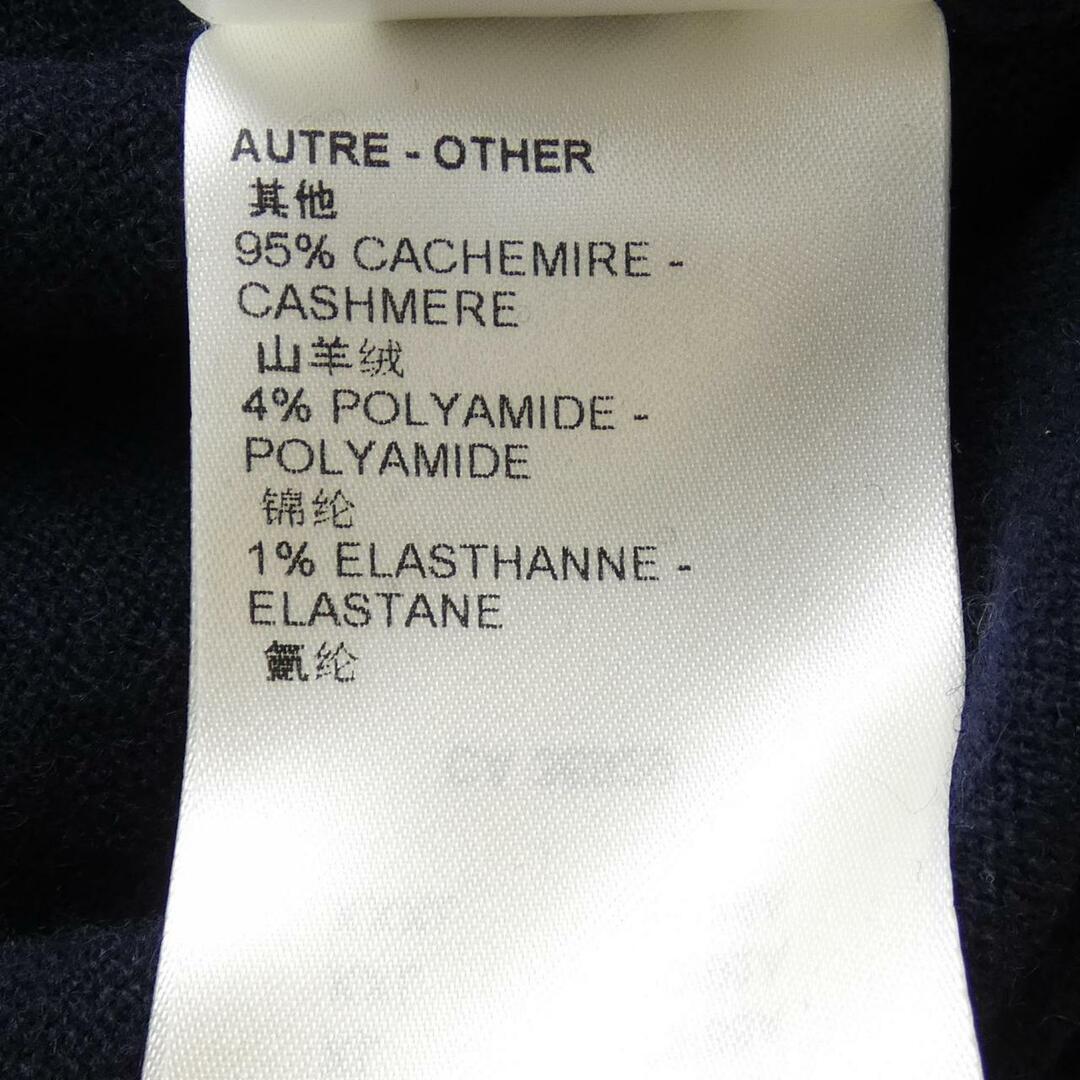 AUTRE - OTHER
其他
95% CACHEMIRE -
CASHMERE
山羊绒
4% POLYAMIDE -
POLYAMIDE
锦纶
1% ELASTHANNE -
ELASTANE
氨纶